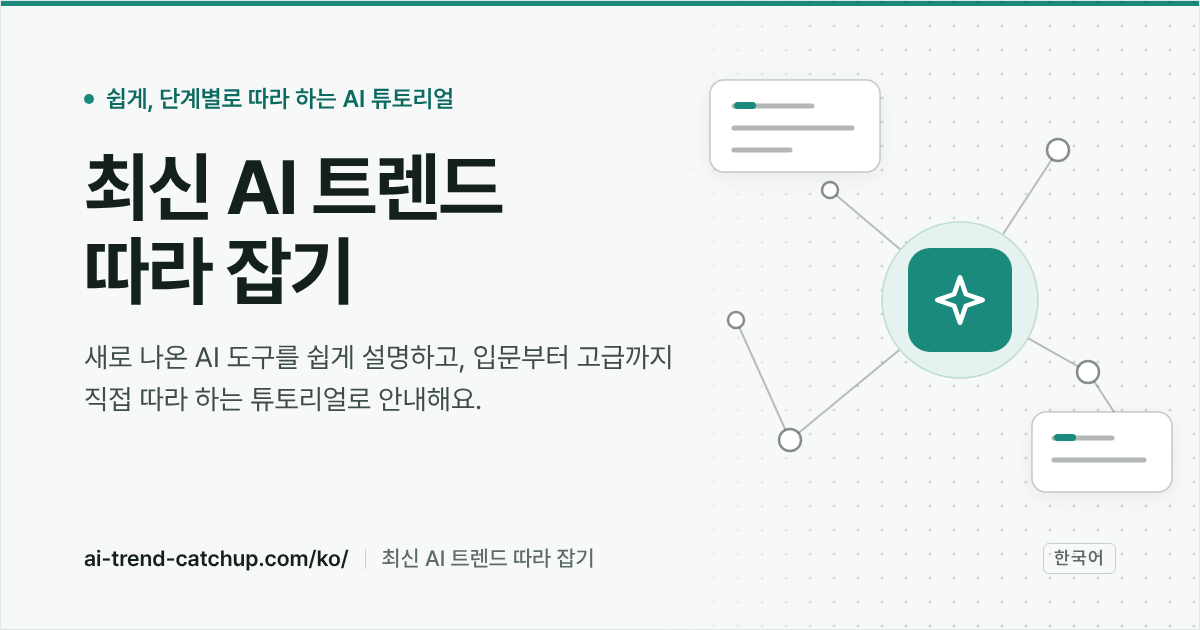 쉽게, 단계별로 따라 하는 AI 튜토리얼
최신 AI 트렌드
따라 잡기
새로 나온 AI 도구를 쉽게 설명하고, 입문부터 고급까지
직접 따라 하는 튜토리얼로 안내해요.
ai-trend-catchup.com/ko/ | 최신 AI 트렌드 따라 잡기
한국어